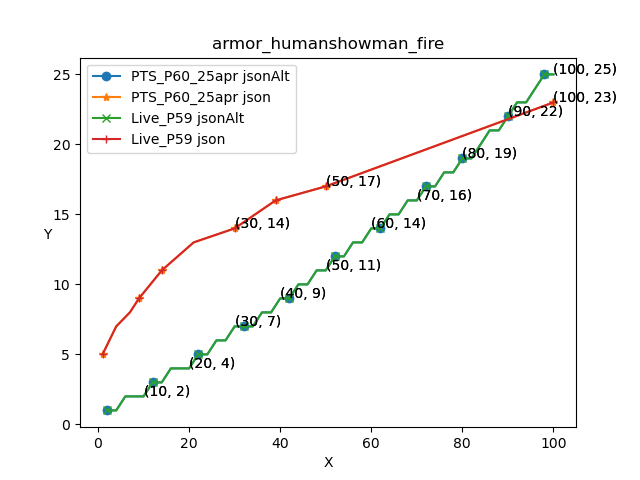 armor_humanshowman_fire
PTS_P60_25apr jsonAlt
PTS_P60_25apr json
Live_P59 jsonAlt
Live_P59 json
(100, 25)
(100, 23)
(90, 22)
(80, 19)
(50, 17)
(70, 16)
(30, 14)
(60, 14)
(50, 11)
(40, 9)
(30, 7)
(20, 4)
(10, 2)
25
20
15
10
5
0
Y
0 20 40 60 80 100
X